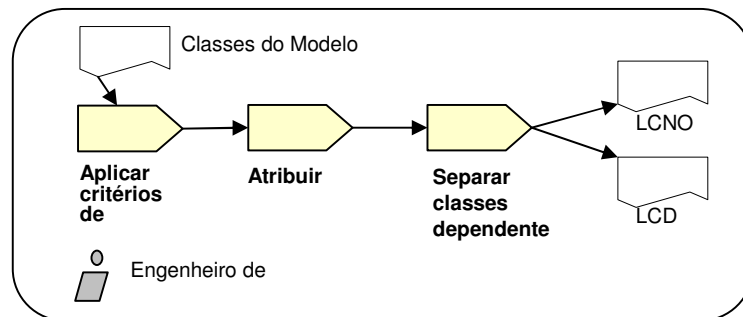 Classes do Modelo
LCNO
Aplicar
critérios
de
Atribuir
Separar
classes
dependente
LCD
Engenheiro de